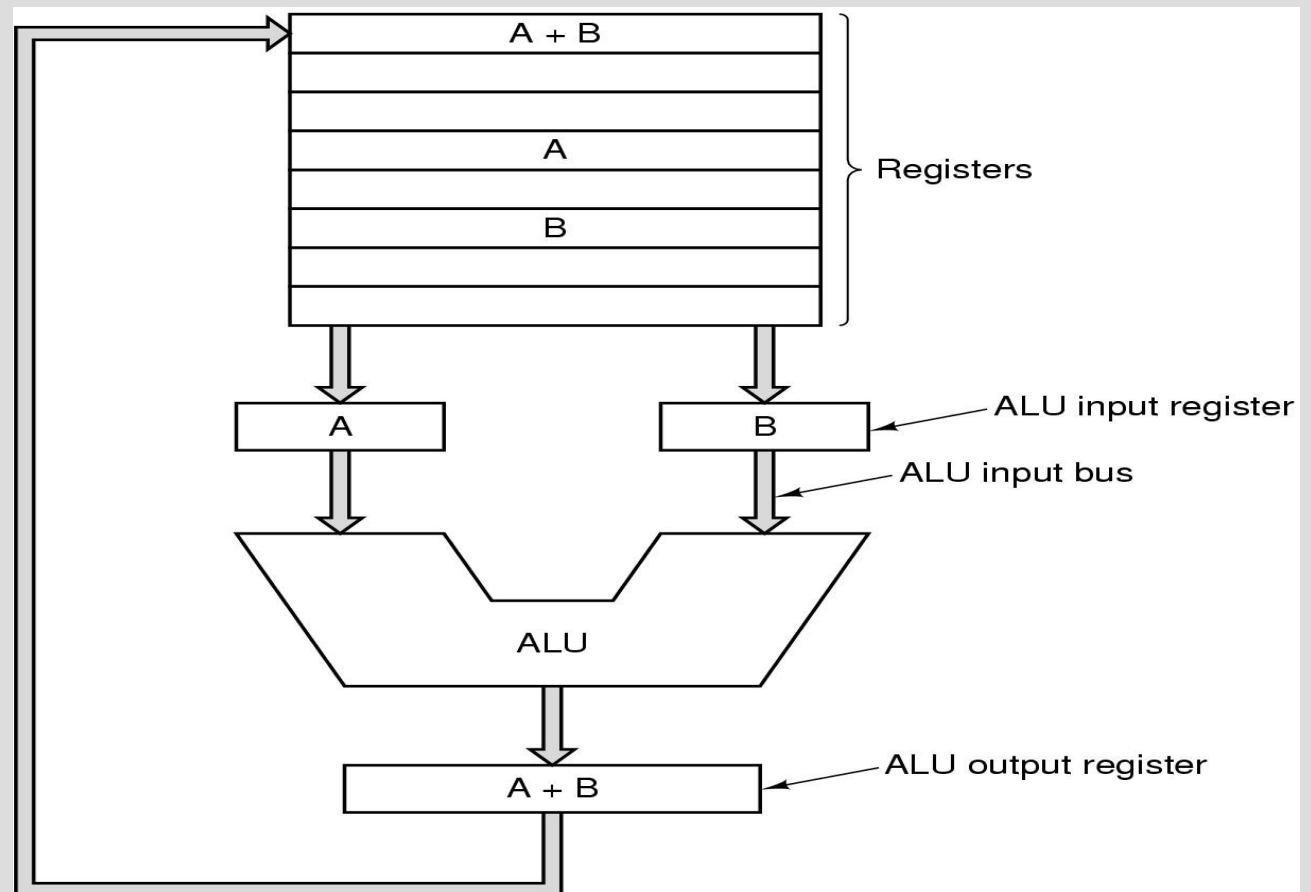 A + B
A
Registers
B
A
B
ALU input register
ALU input bus
ALU
A + B
ALU output register